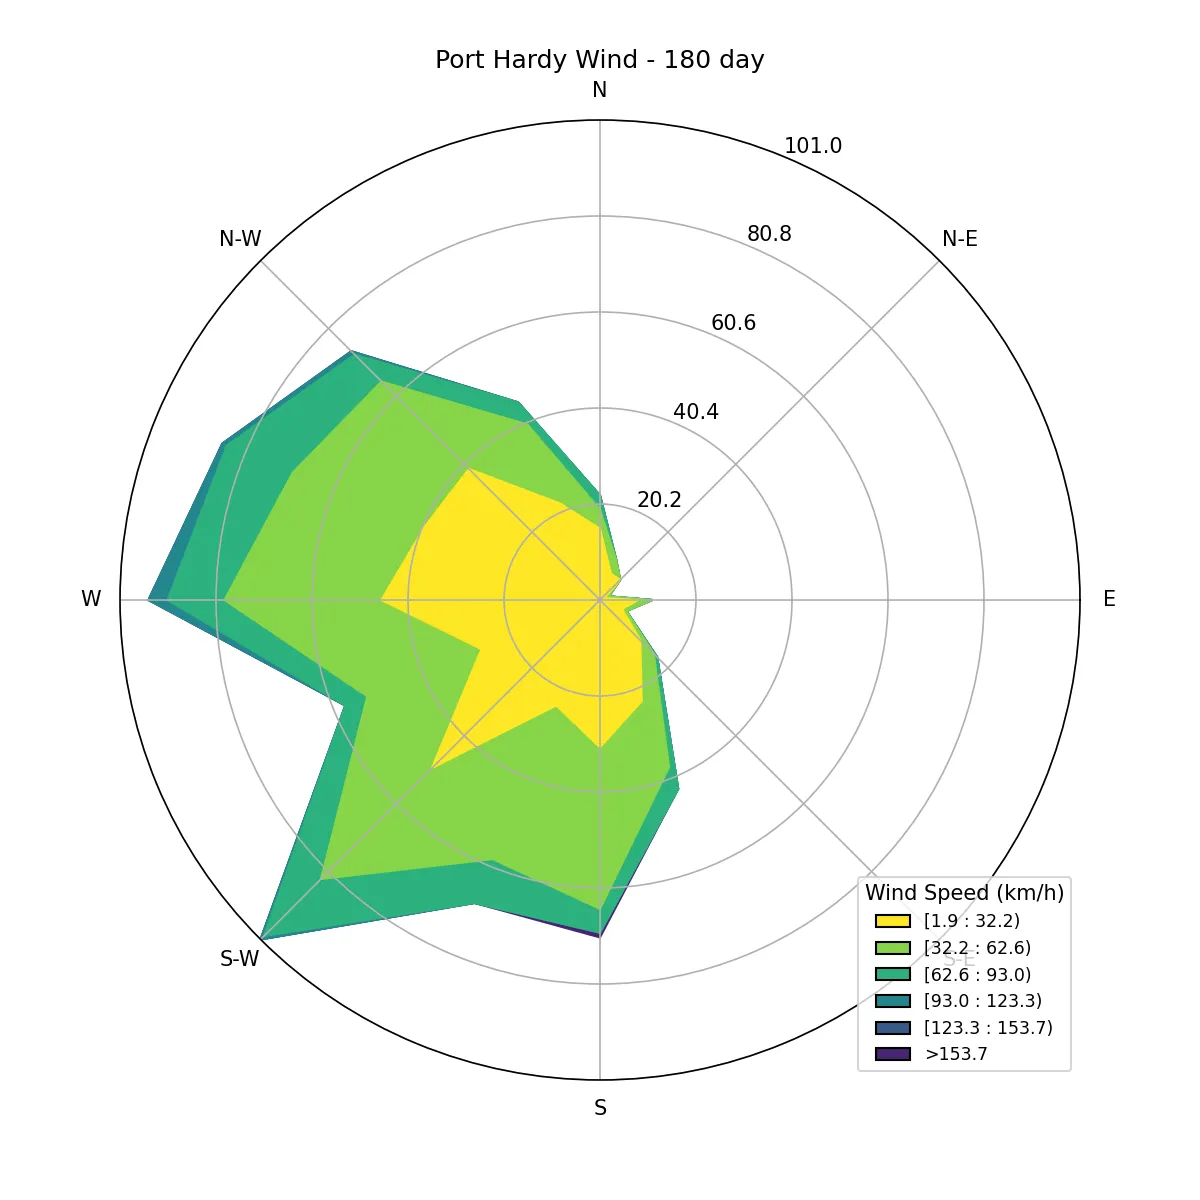 Port Hardy Wind - 180 day
N
101.0
N-W
80.8
N-E
60.6
40.4
20.2
W
E
S-W
S-E
S
Wind Speed (km/h)
[1.9 : 32.2)
[32.2 : 62.6)
[62.6 : 93.0)
[93.0 : 123.3)
[123.3 : 153.7)
>153.7